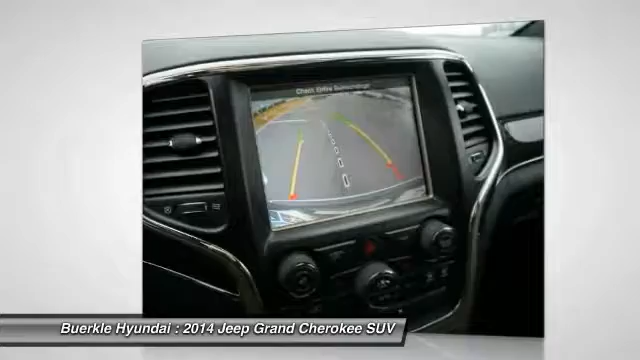 Check Entire Surroundings
Buerkle Hyundai : 2014 Jeep Grand Cherokee SUV